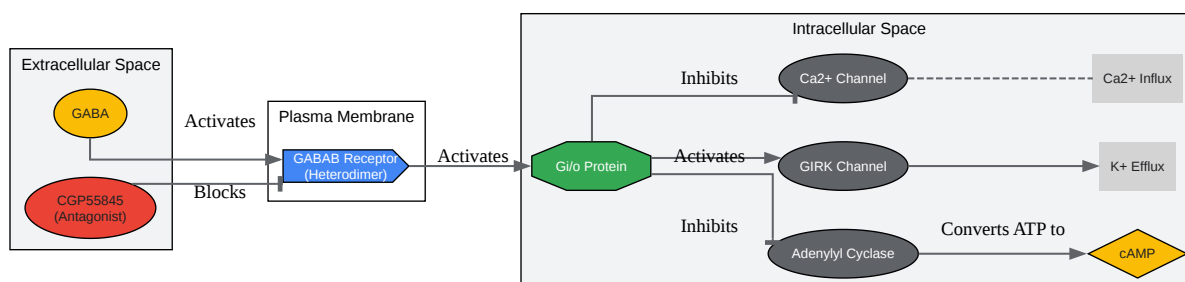 Intracellular Space
Extracellular Space
GABA
Activates
CGP55845
(Antagonist)
Blocks
Plasma Membrane
GABAB Receptor
(Heterodimer)
Activates
Gi/o Protein
Inhibits
Ca2+ Channel
Ca2+ Influx
Activates
GIRK Channel
K+ Efflux
Inhibits
Adenylyl Cyclase
Converts ATP to
cAMP